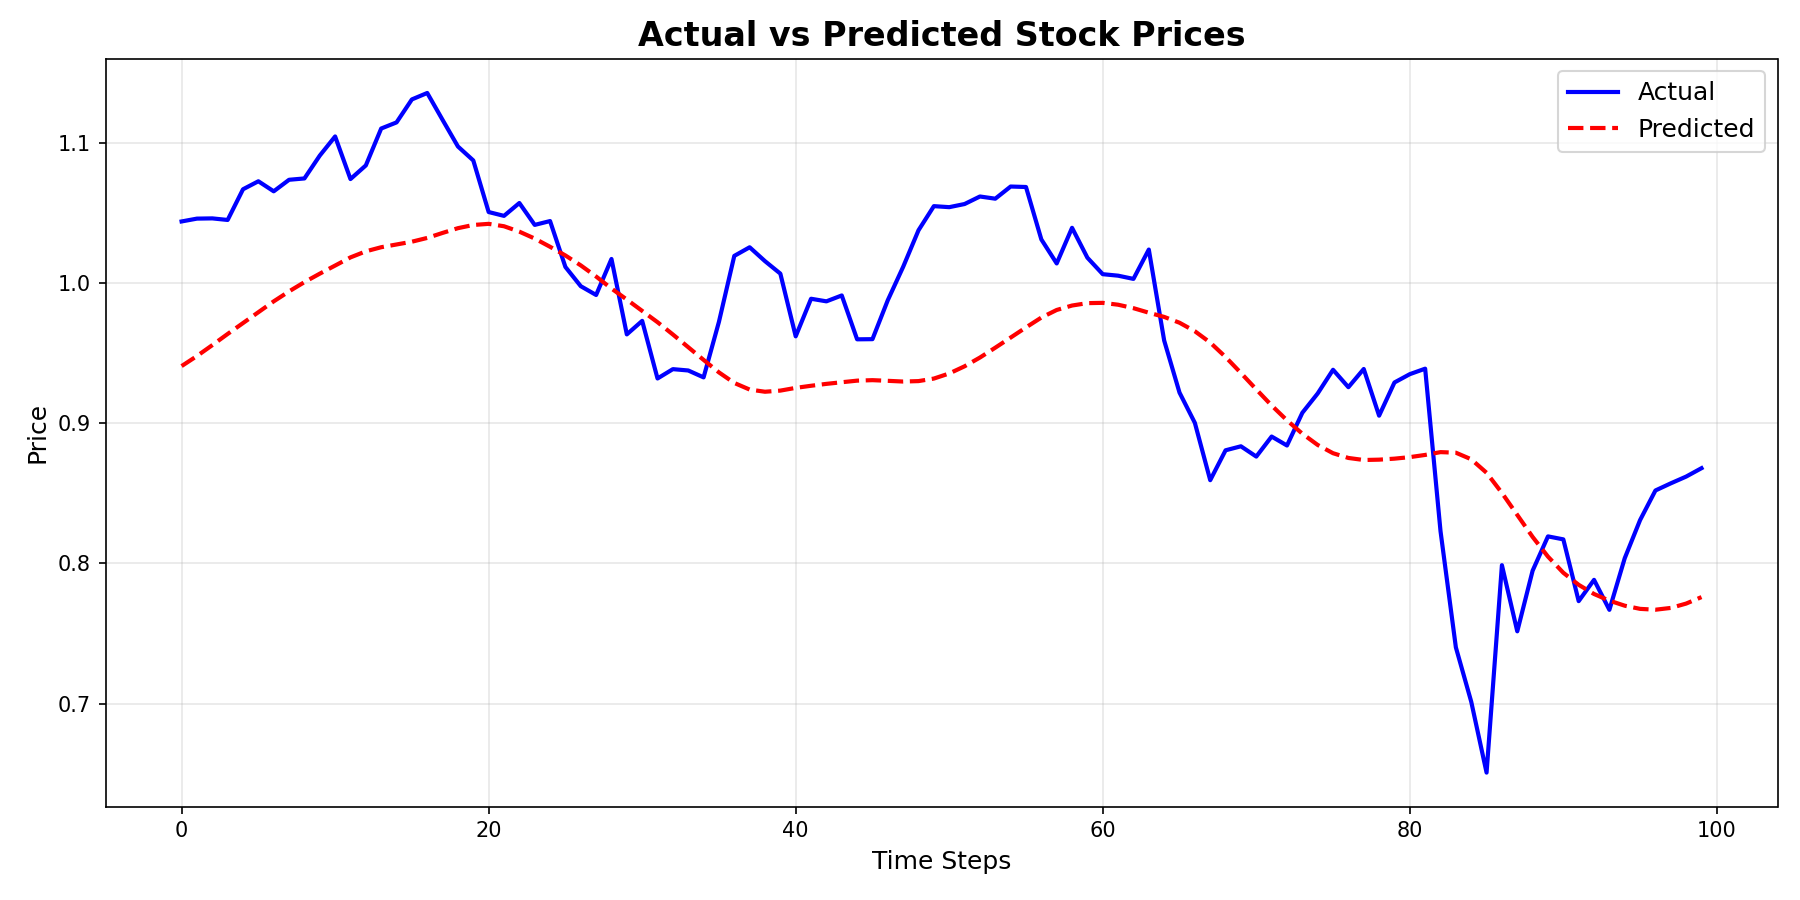 Actual vs Predicted Stock Prices
Actual
Predicted
Price
1.1
1.0
0.9
0.8
0.7
0 20 40 60 80 100
Time Steps